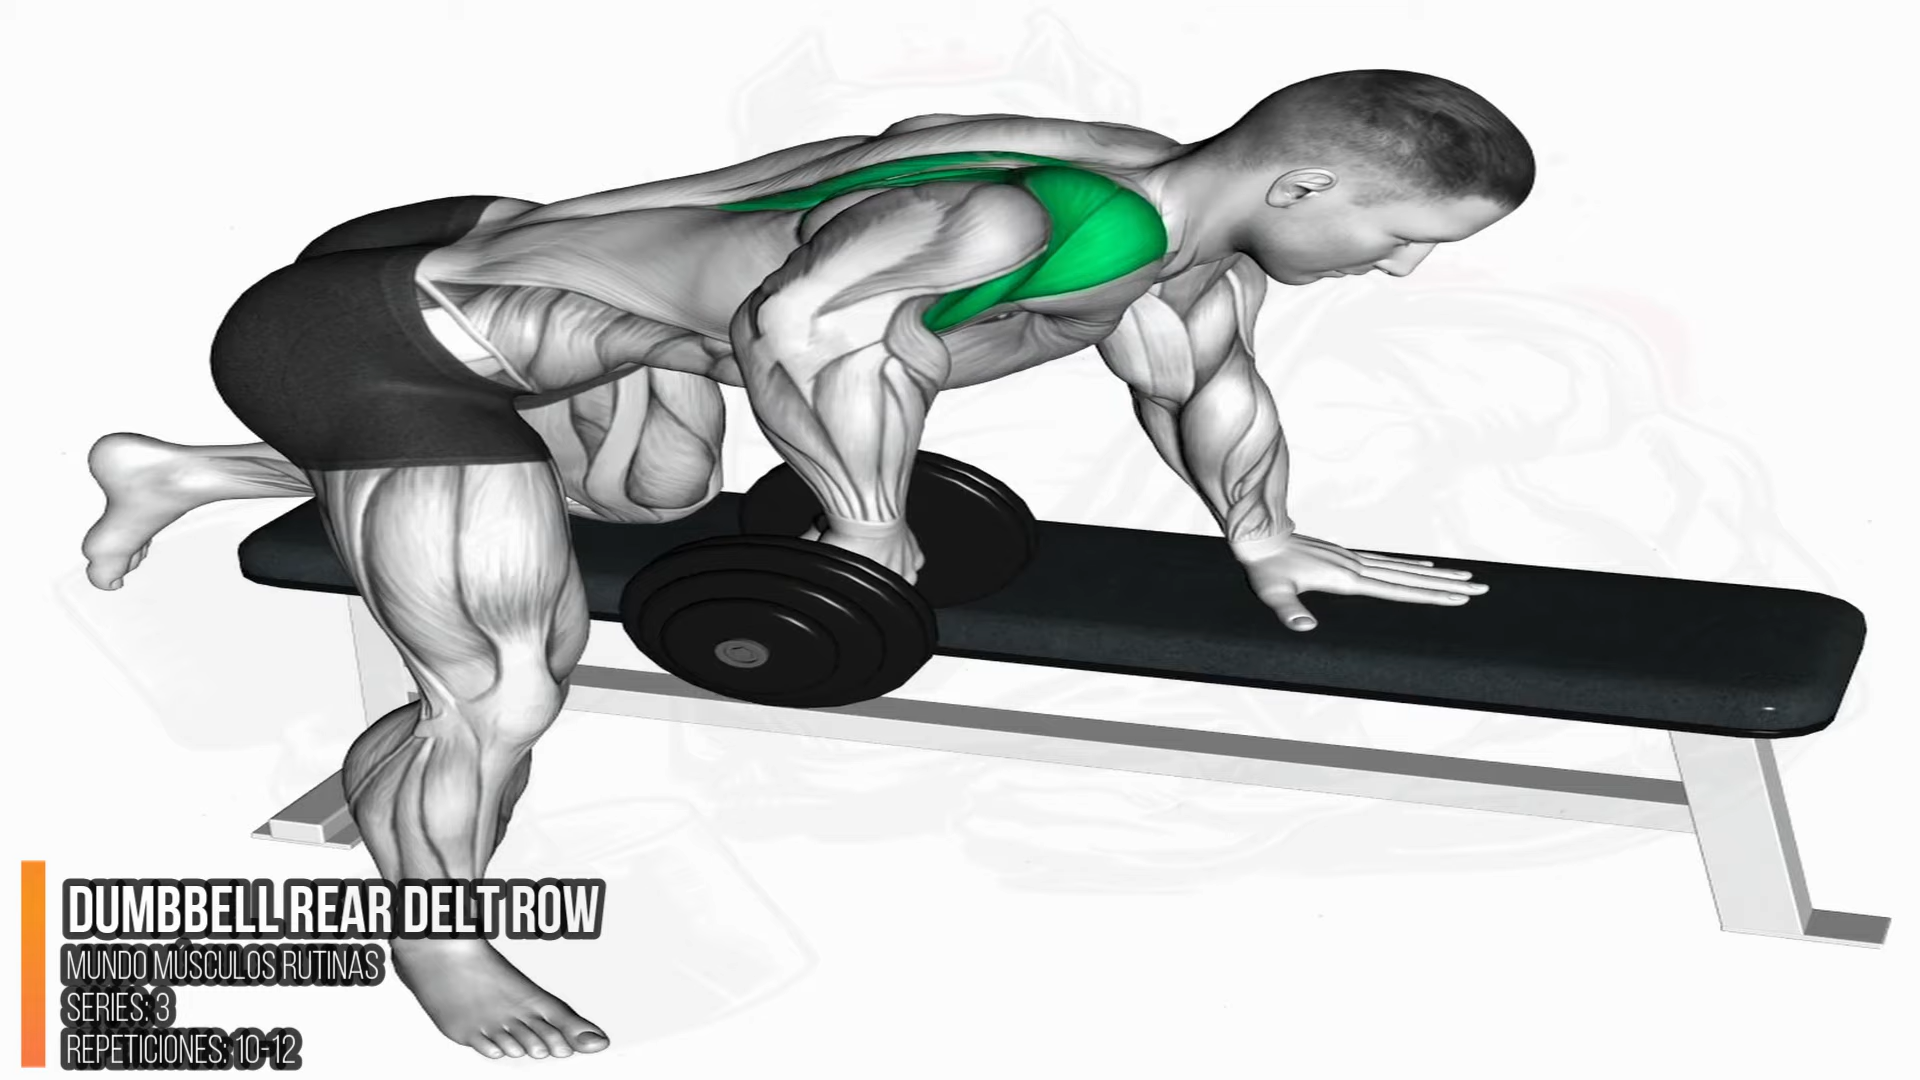 DUMBBELL REAR DELT ROW
MUNDO MÚSCULOS RUTINAS
SERIES: 3
REPETICIONES: 10-12